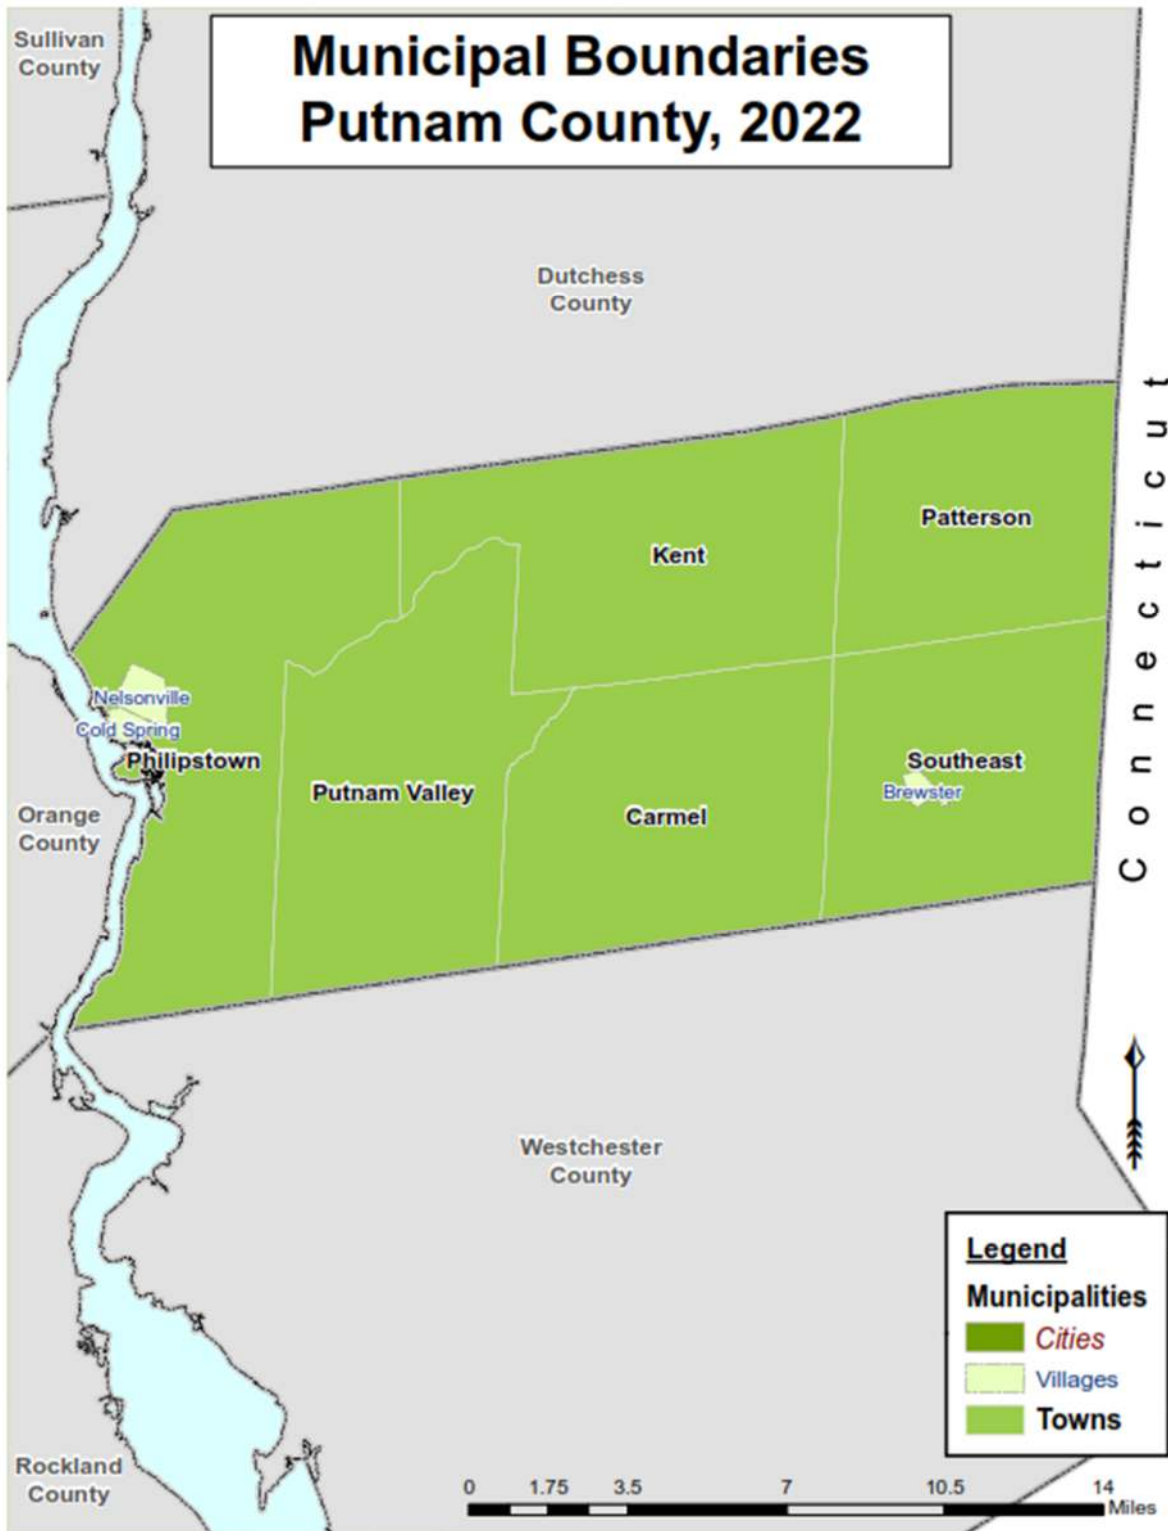 Municipal Boundaries
Putnam County, 2022
Sullivan
County
Dutchess
County
Connecticut
Patterson
Kent
Nelsonville
Cold Spring
Philipstown
Southeast
Brewster
Putnam Valley
Carmel
Orange
County
Westchester
County
Legend
Municipalities
Cities
Villages
Towns
Rockland
County
0 1.75 3.5 7 10.5 14
Miles